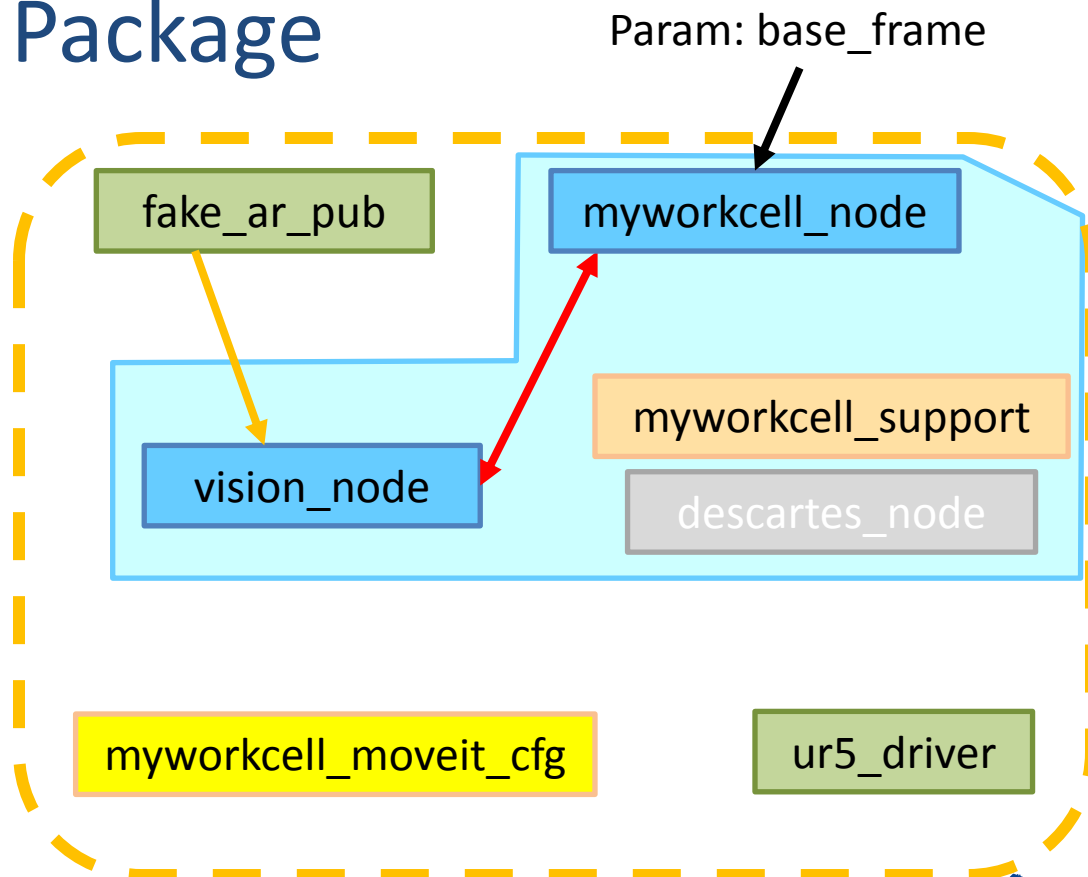 Package
Param: base_frame
fake_ar_pub
myworkcell_node
myworkcell_support
vision_node
descartes_node
myworkcell_moveit_cfg
ur5_driver